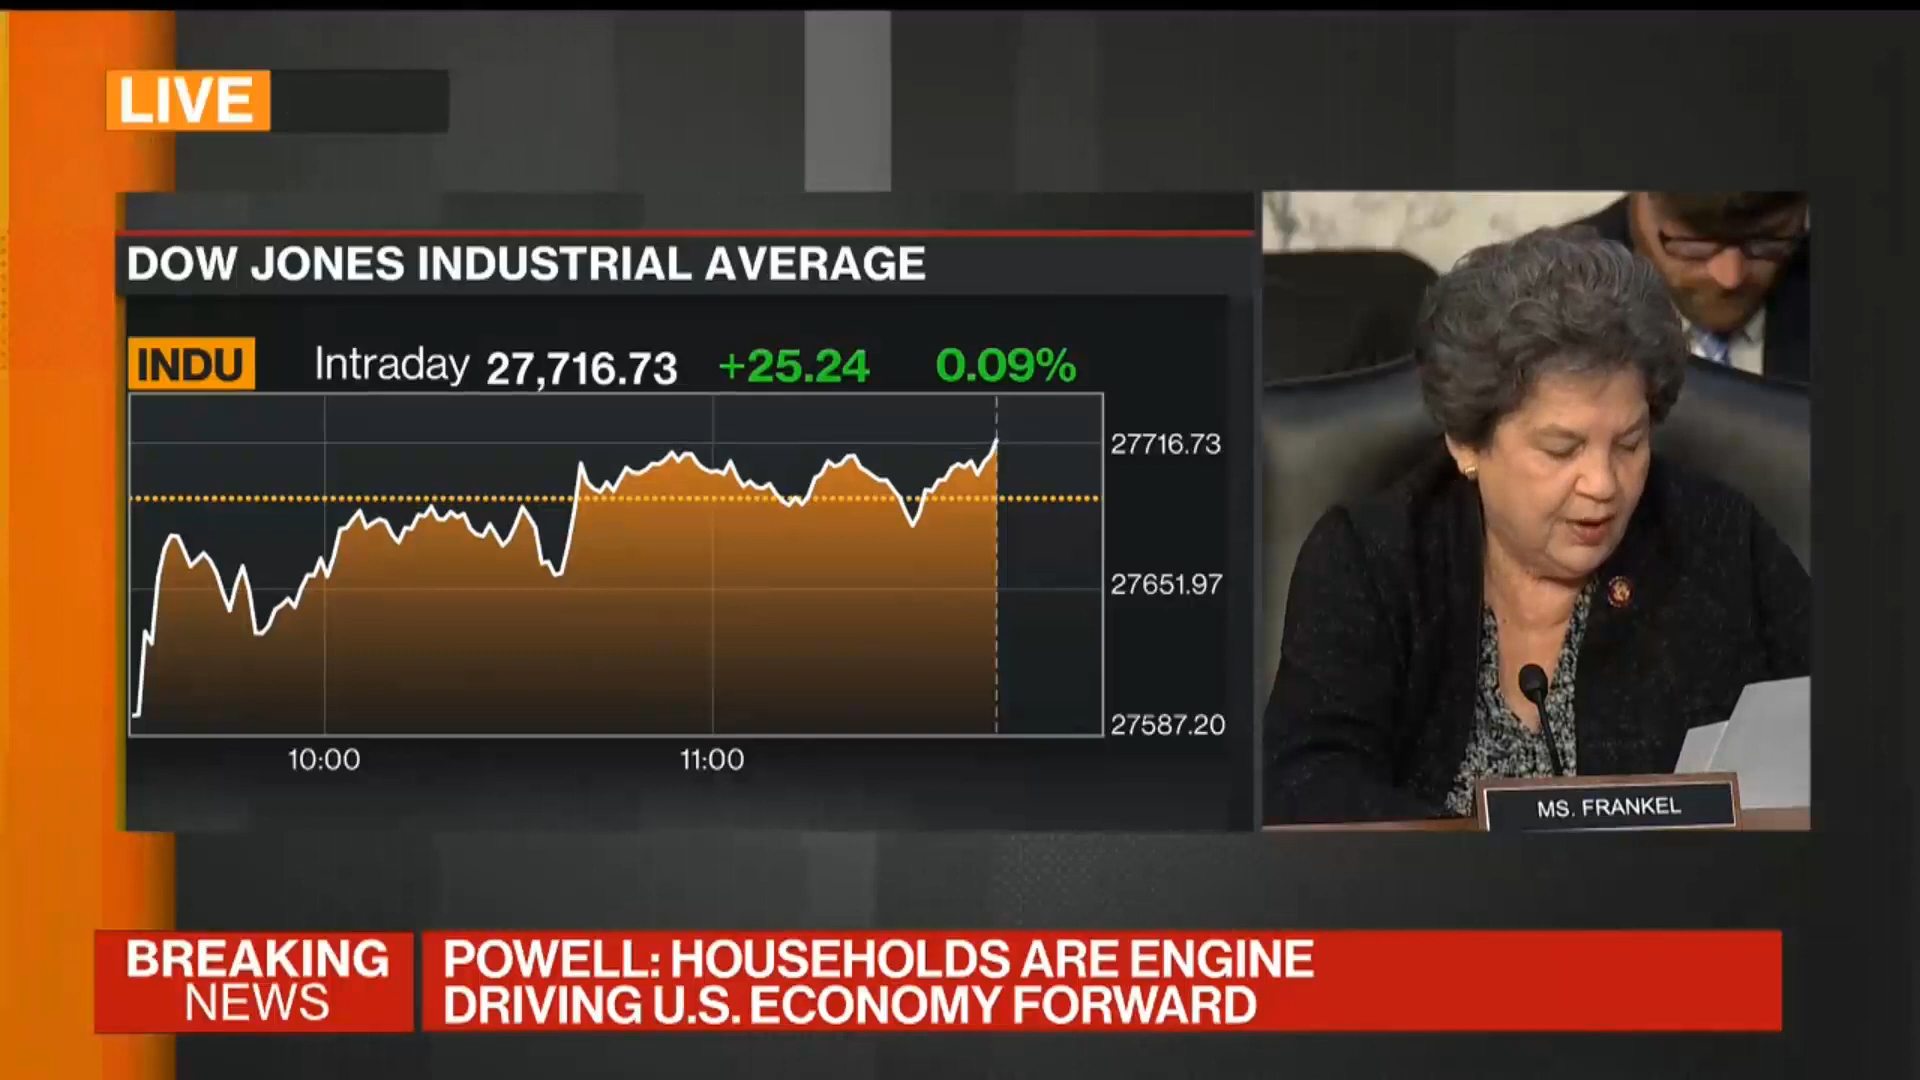 LIVE
DOW JONES INDUSTRIAL AVERAGE
INDU Intraday 27,716.73 +25.24 0.09%
27716.73
27651.97
27587.20
10:00 11:00
MS. FRANKEL
BREAKING
NEWS
POWELL: HOUSEHOLDS ARE ENGINE
DRIVING U.S. ECONOMY FORWARD